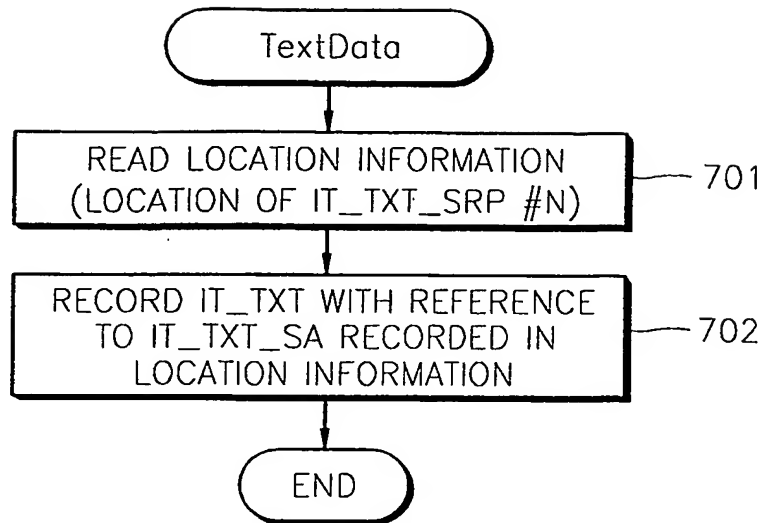 TextData
READ LOCATION INFORMATION
(LOCATION OF IT_TXT_SRP #N)
701
RECORD IT_TXT WITH REFERENCE
TO IT_TXT_SA RECORDED IN
LOCATION INFORMATION
702
END